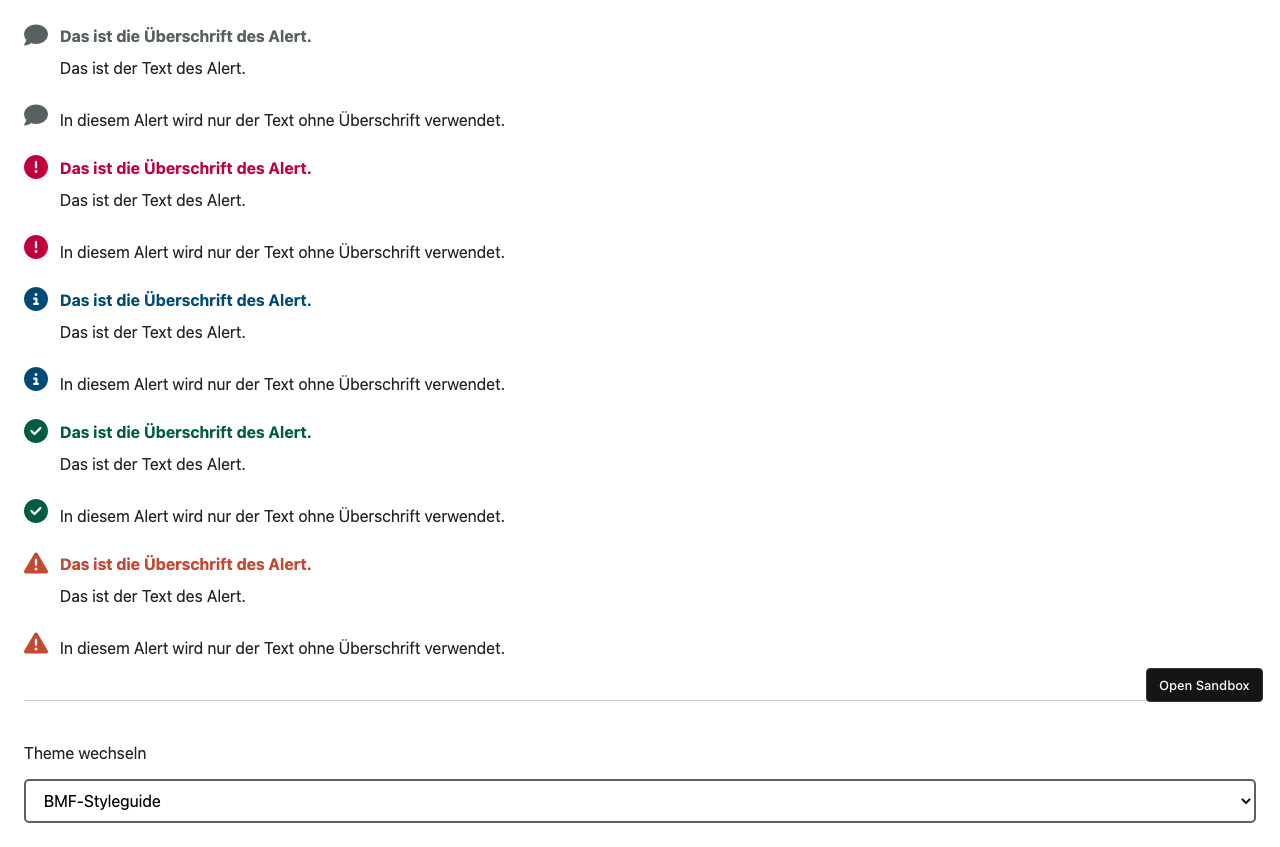 Das ist die Überschrift des Alert.
Das ist der Text des Alert.
In diesem Alert wird nur der Text ohne Überschrift verwendet.
Das ist die Überschrift des Alert.
Das ist der Text des Alert.
In diesem Alert wird nur der Text ohne Überschrift verwendet.
Das ist die Überschrift des Alert.
Das ist der Text des Alert.
In diesem Alert wird nur der Text ohne Überschrift verwendet.
Das ist die Überschrift des Alert.
Das ist der Text des Alert.
In diesem Alert wird nur der Text ohne Überschrift verwendet.
Das ist die Überschrift des Alert.
Das ist der Text des Alert.
In diesem Alert wird nur der Text ohne Überschrift verwendet.
Open Sandbox
Theme wechseln
BMF-Styleguide